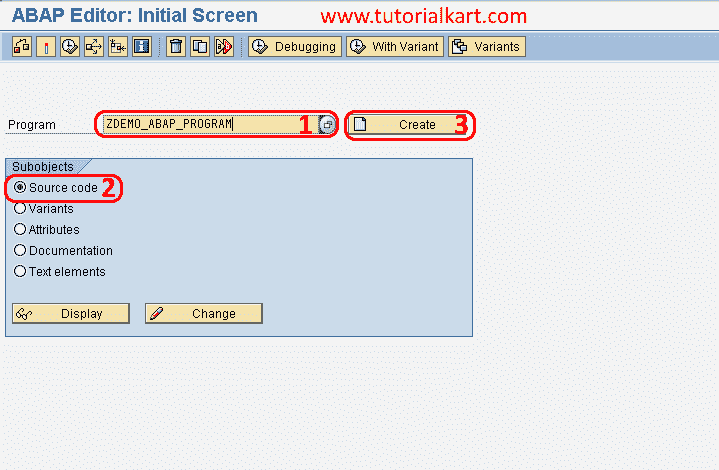 ABAP Editor: Initial Screen www.tutorialkart.com
Debugging With Variant Variants
Program ZDEMO_ABAP_PROGRAM 1 Create 3
Subobjects
Source code 2
Variants
Attributes
Documentation
Text elements
Display Change